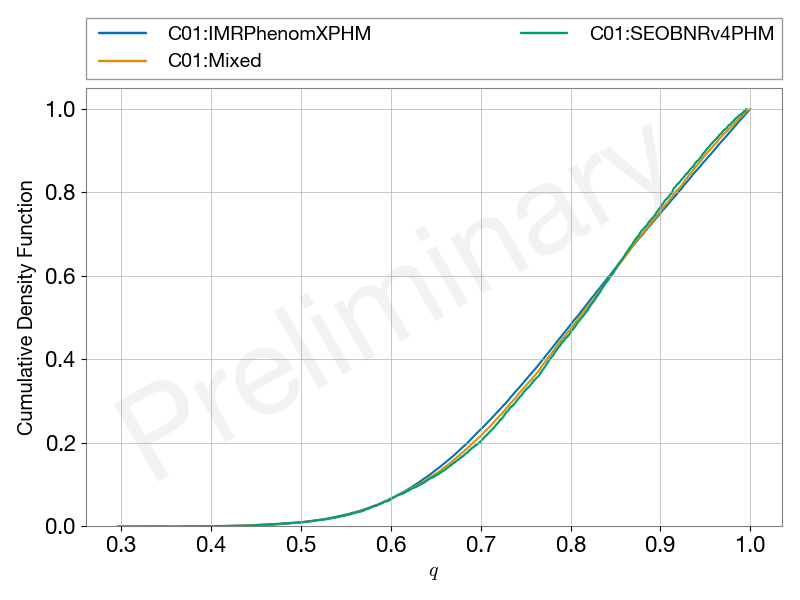 C01:IMRPhenomXPHM
C01:Mixed
C01:SEOBNRv4PHM
Preliminary
Cumulative Density Function
1.0
0.8
0.6
0.4
0.2
0.0
0.3 0.4 0.5 0.6 0.7 0.8 0.9 1.0
q